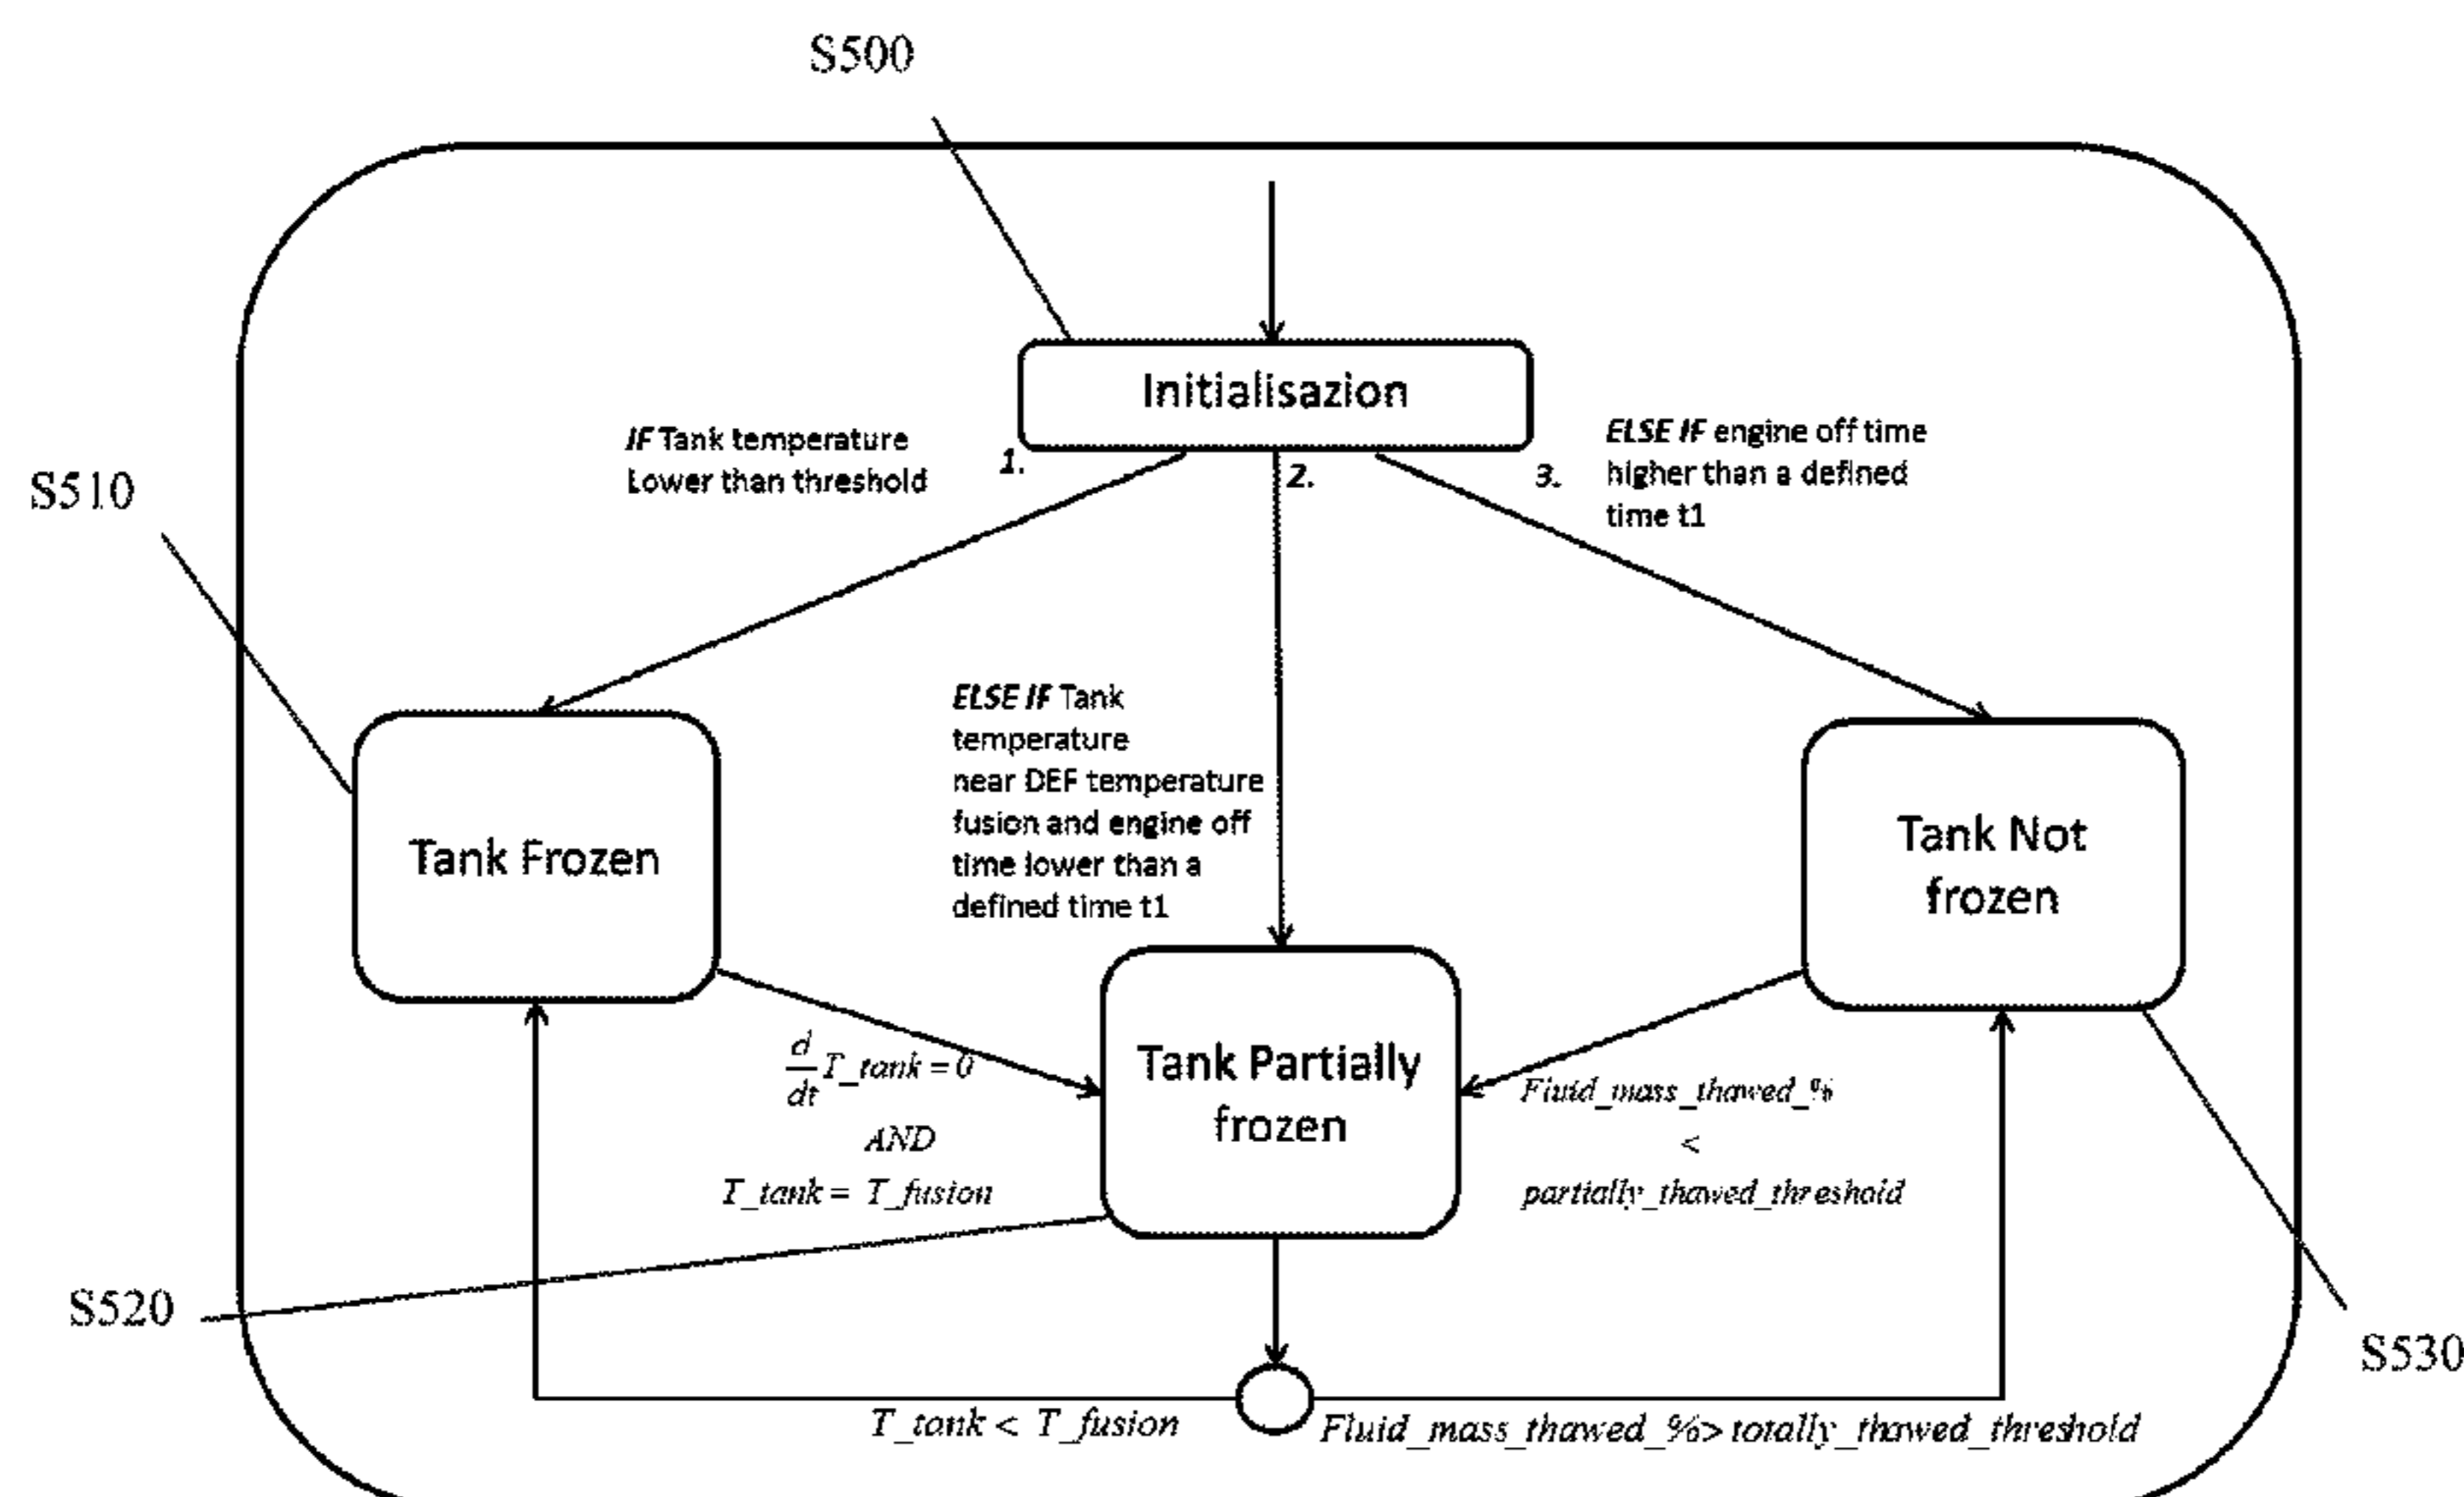 S500
Initialisazion
IF Tank temperature
Lower than threshold
1.
2.
3.
ELSE IF engine off time
higher than a defined
time t1
S510
ELSE IF Tank
temperature
near DEF temperature
fusion and engine off
time lower than a
defined time t1
Tank Frozen
Tank Not
frozen
Tank Partially
frozen
d
dt
T_tank = 0
AND
T_tank = T_fusion
Fluid_mass_thawed_%
<
partially_thawed_threshold
S520
S530
T_tank < T_fusion
Fluid_mass_thawed_%> totally_thawed_threshold